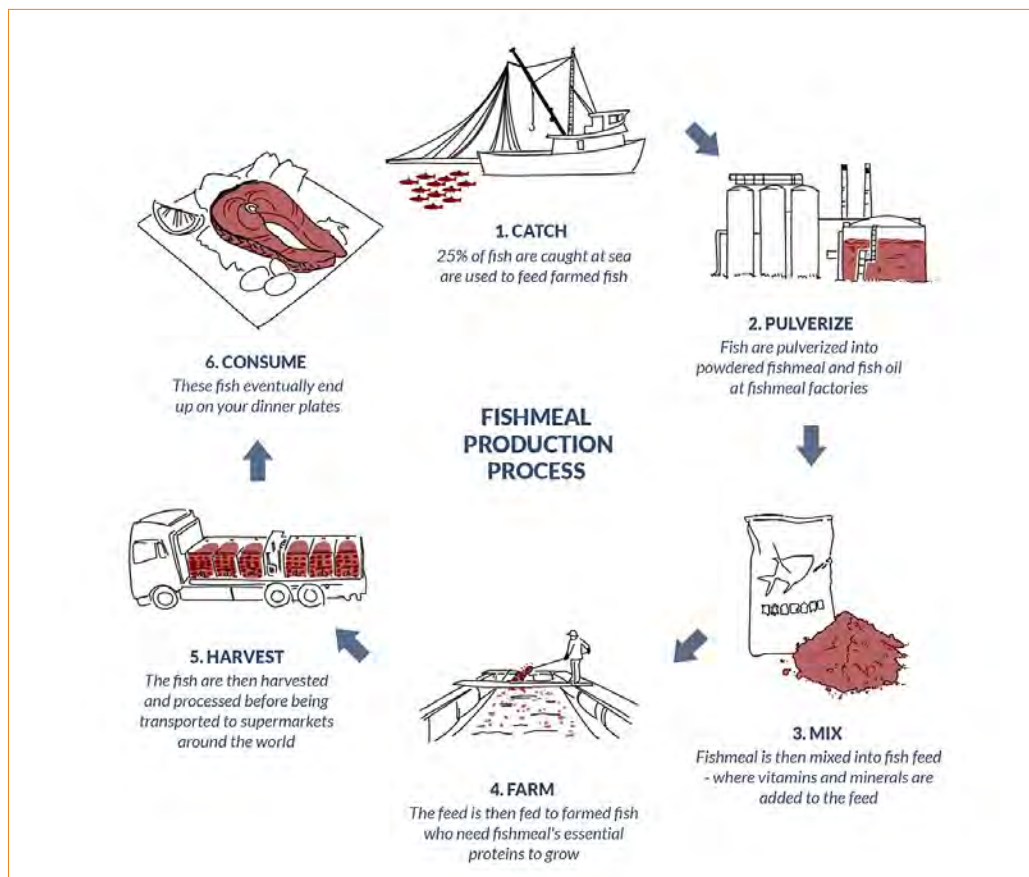 1. CATCH
25% of fish are caught at sea
are used to feed farmed fish
2. PULVERIZE
Fish are pulverized into
powdered fishmeal and fish oil
at fishmeal factories
3. MIX
Fishmeal is then mixed into fish feed
- where vitamins and minerals are
added to the feed
4. FARM
The feed is then fed to farmed fish
who need fishmeal's essential
proteins to grow
5. HARVEST
The fish are then harvested
and processed before being
transported to supermarkets
around the world
6. CONSUME
These fish eventually end
up on your dinner plates
FISHMEAL
PRODUCTION
PROCESS